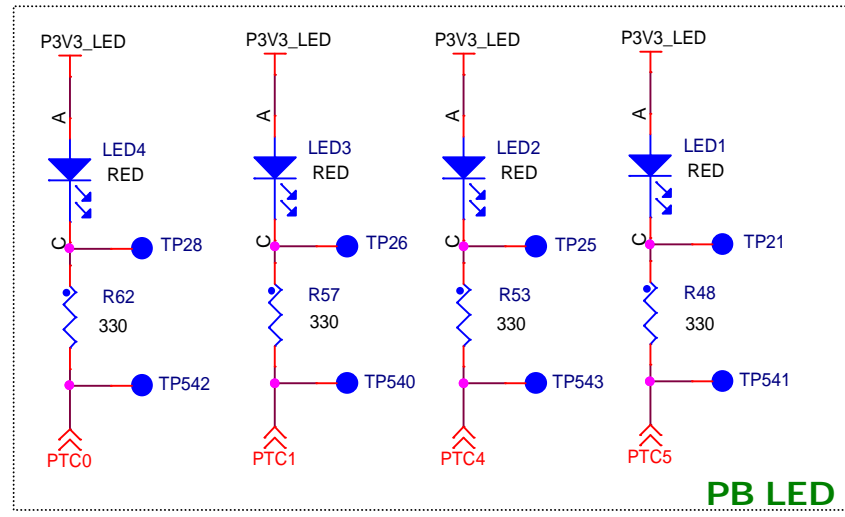 P3V3_LED P3V3_LED P3V3_LED P3V3_LED
A A A A
LED4 LED3 LED2 LED1
RED RED RED RED
C C C C
TP28 TP26 TP25 TP21
R62 R57 R53 R48
330 330 330 330
TP542 TP540 TP543 TP541
PTC0 PTC1 PTC4 PTC5
PB LED